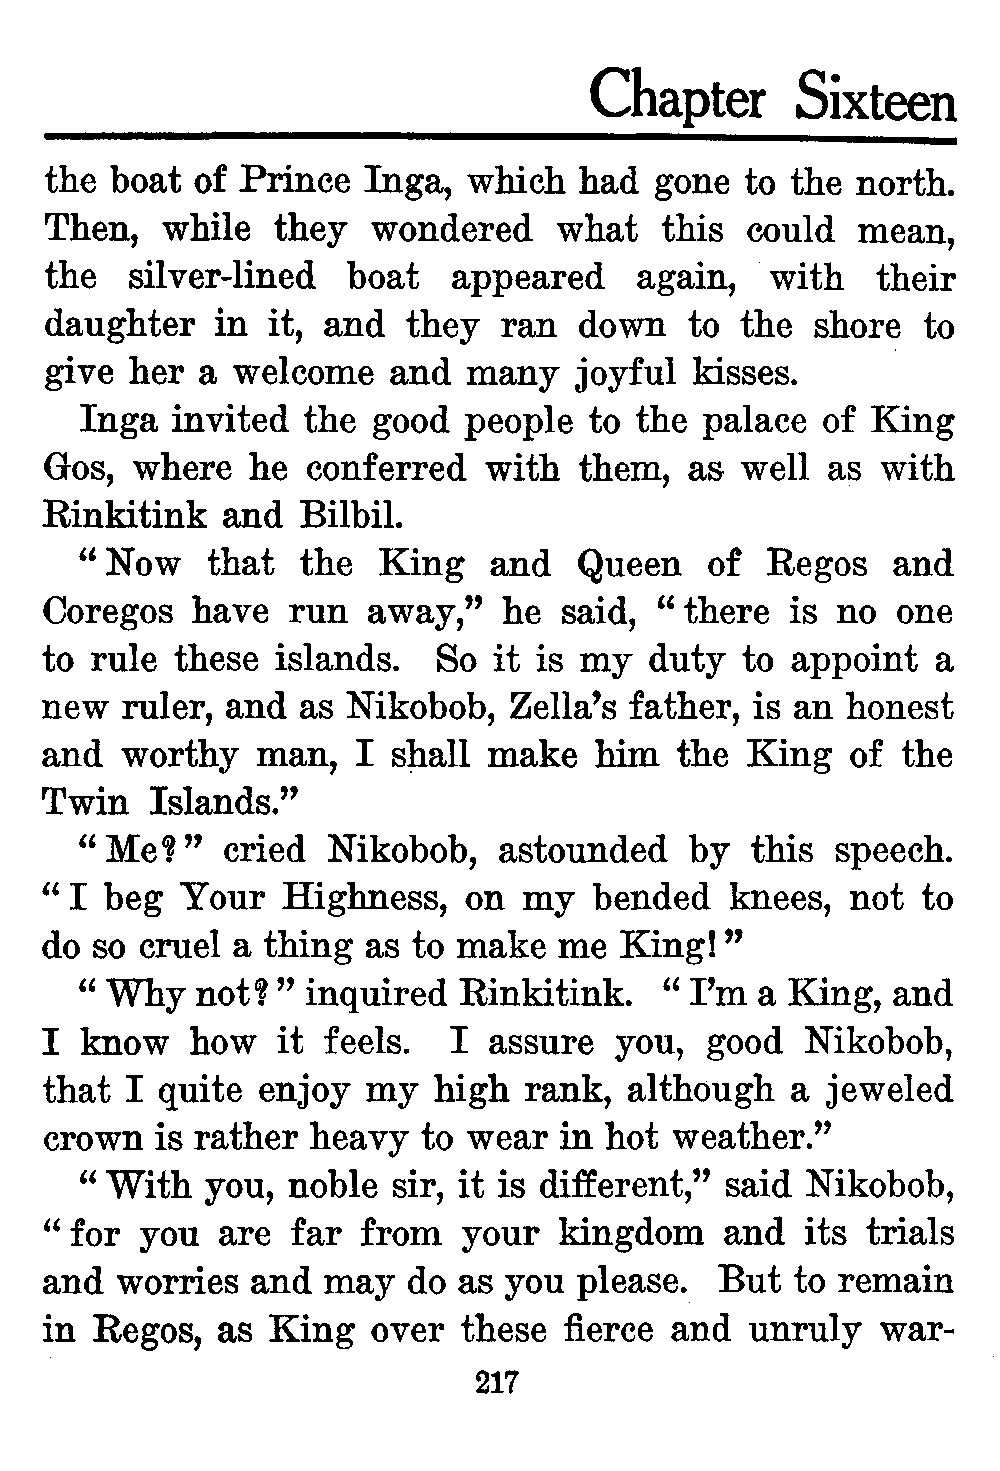 Chapter Sixteen
the boat of Prince Inga, which had gone to the north.
Then, while they wondered what this could mean,
the silver-lined boat appeared again, with their
daughter in it, and they ran down to the shore to
give her a welcome and many joyful kisses.
Inga invited the good people to the palace of King
Gos, where he conferred with them, as well as with
Rinkitink and Bilbil.
“Now that the King and Queen of Regos and
Coregos have run away,” he said, “there is no one
to rule these islands. So it is my duty to appoint a
new ruler, and as Nikobob, Zella’s father, is an honest
and worthy man, I shall make him the King of the
Twin Islands.”
“Me?” cried Nikobob, astounded by this speech.
“I beg Your Highness, on my bended knees, not to
do so cruel a thing as to make me King!”
“Why not?” inquired Rinkitink. “I’m a King, and
I know how it feels. I assure you, good Nikobob,
that I quite enjoy my high rank, although a jeweled
crown is rather heavy to wear in hot weather.”
“With you, noble sir, it is different,” said Nikobob,
“for you are far from your kingdom and its trials
and worries and may do as you please. But to remain
in Regos, as King over these fierce and unruly war-
217